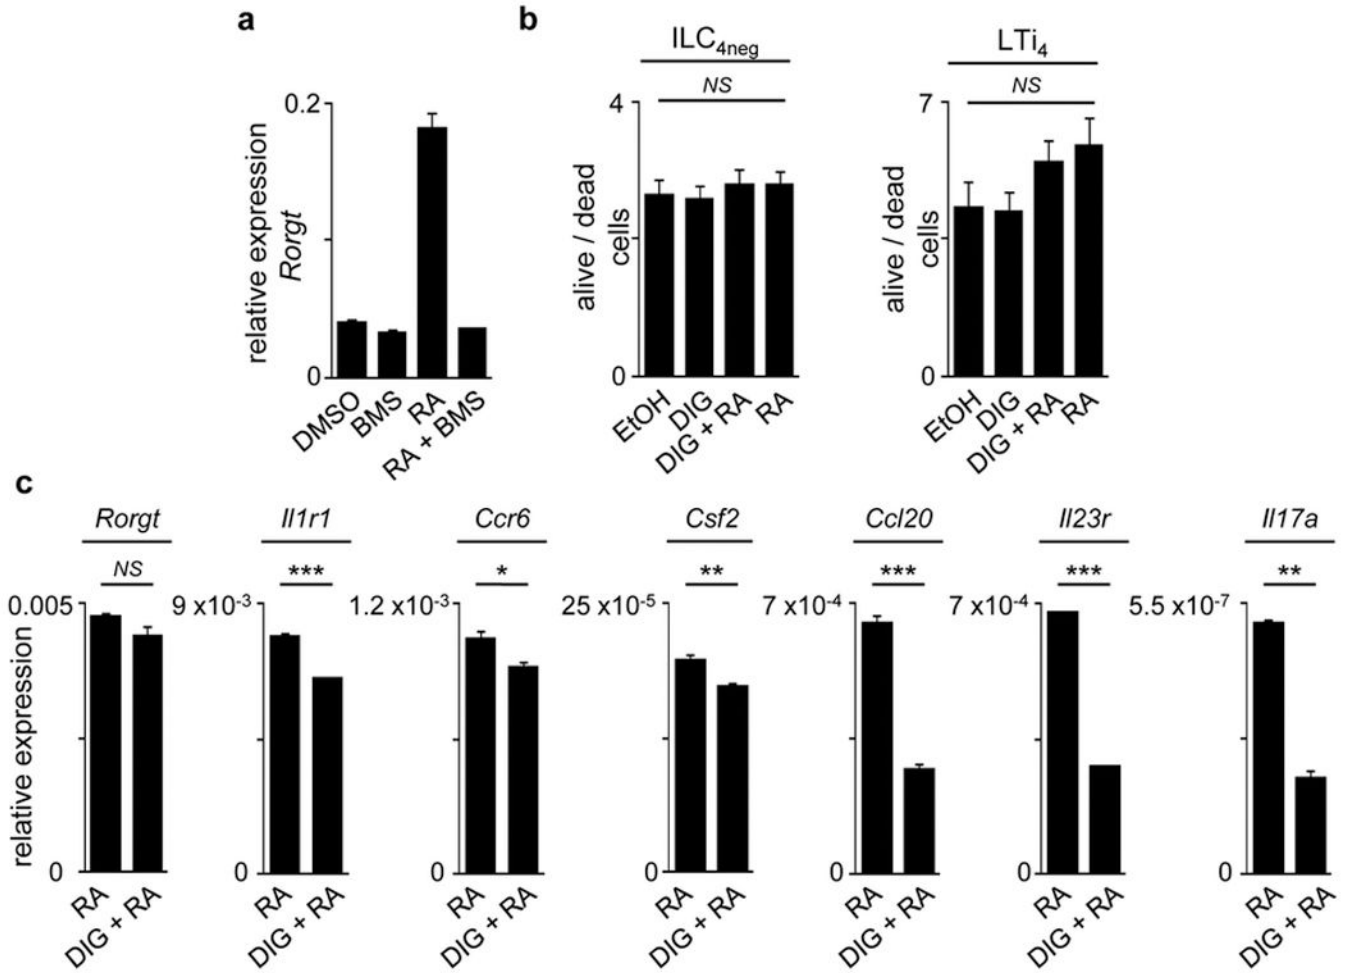 a
0.2
0
relative expression
Rorgt
DMSO
BMS
RA
RA + BMS
b
ILC4neg
NS
4
0
alive / dead
cells
EtOH
DIG
DIG + RA
RA
LTi4
NS
7
0
alive / dead
cells
EtOH
DIG
DIG + RA
RA
c
relative expression
Rorgt
NS
0.005
0
RA
DIG + RA
Il1r1
***
9 x10-3
0
RA
DIG + RA
Ccr6
*
1.2 x10-3
0
RA
DIG + RA
Csf2
**
25 x10-5
0
RA
DIG + RA
Ccl20
***
7 x10-4
0
RA
DIG + RA
Il23r
***
7 x10-4
0
RA
DIG + RA
Il17a
**
5.5 x10-7
0
RA
DIG + RA